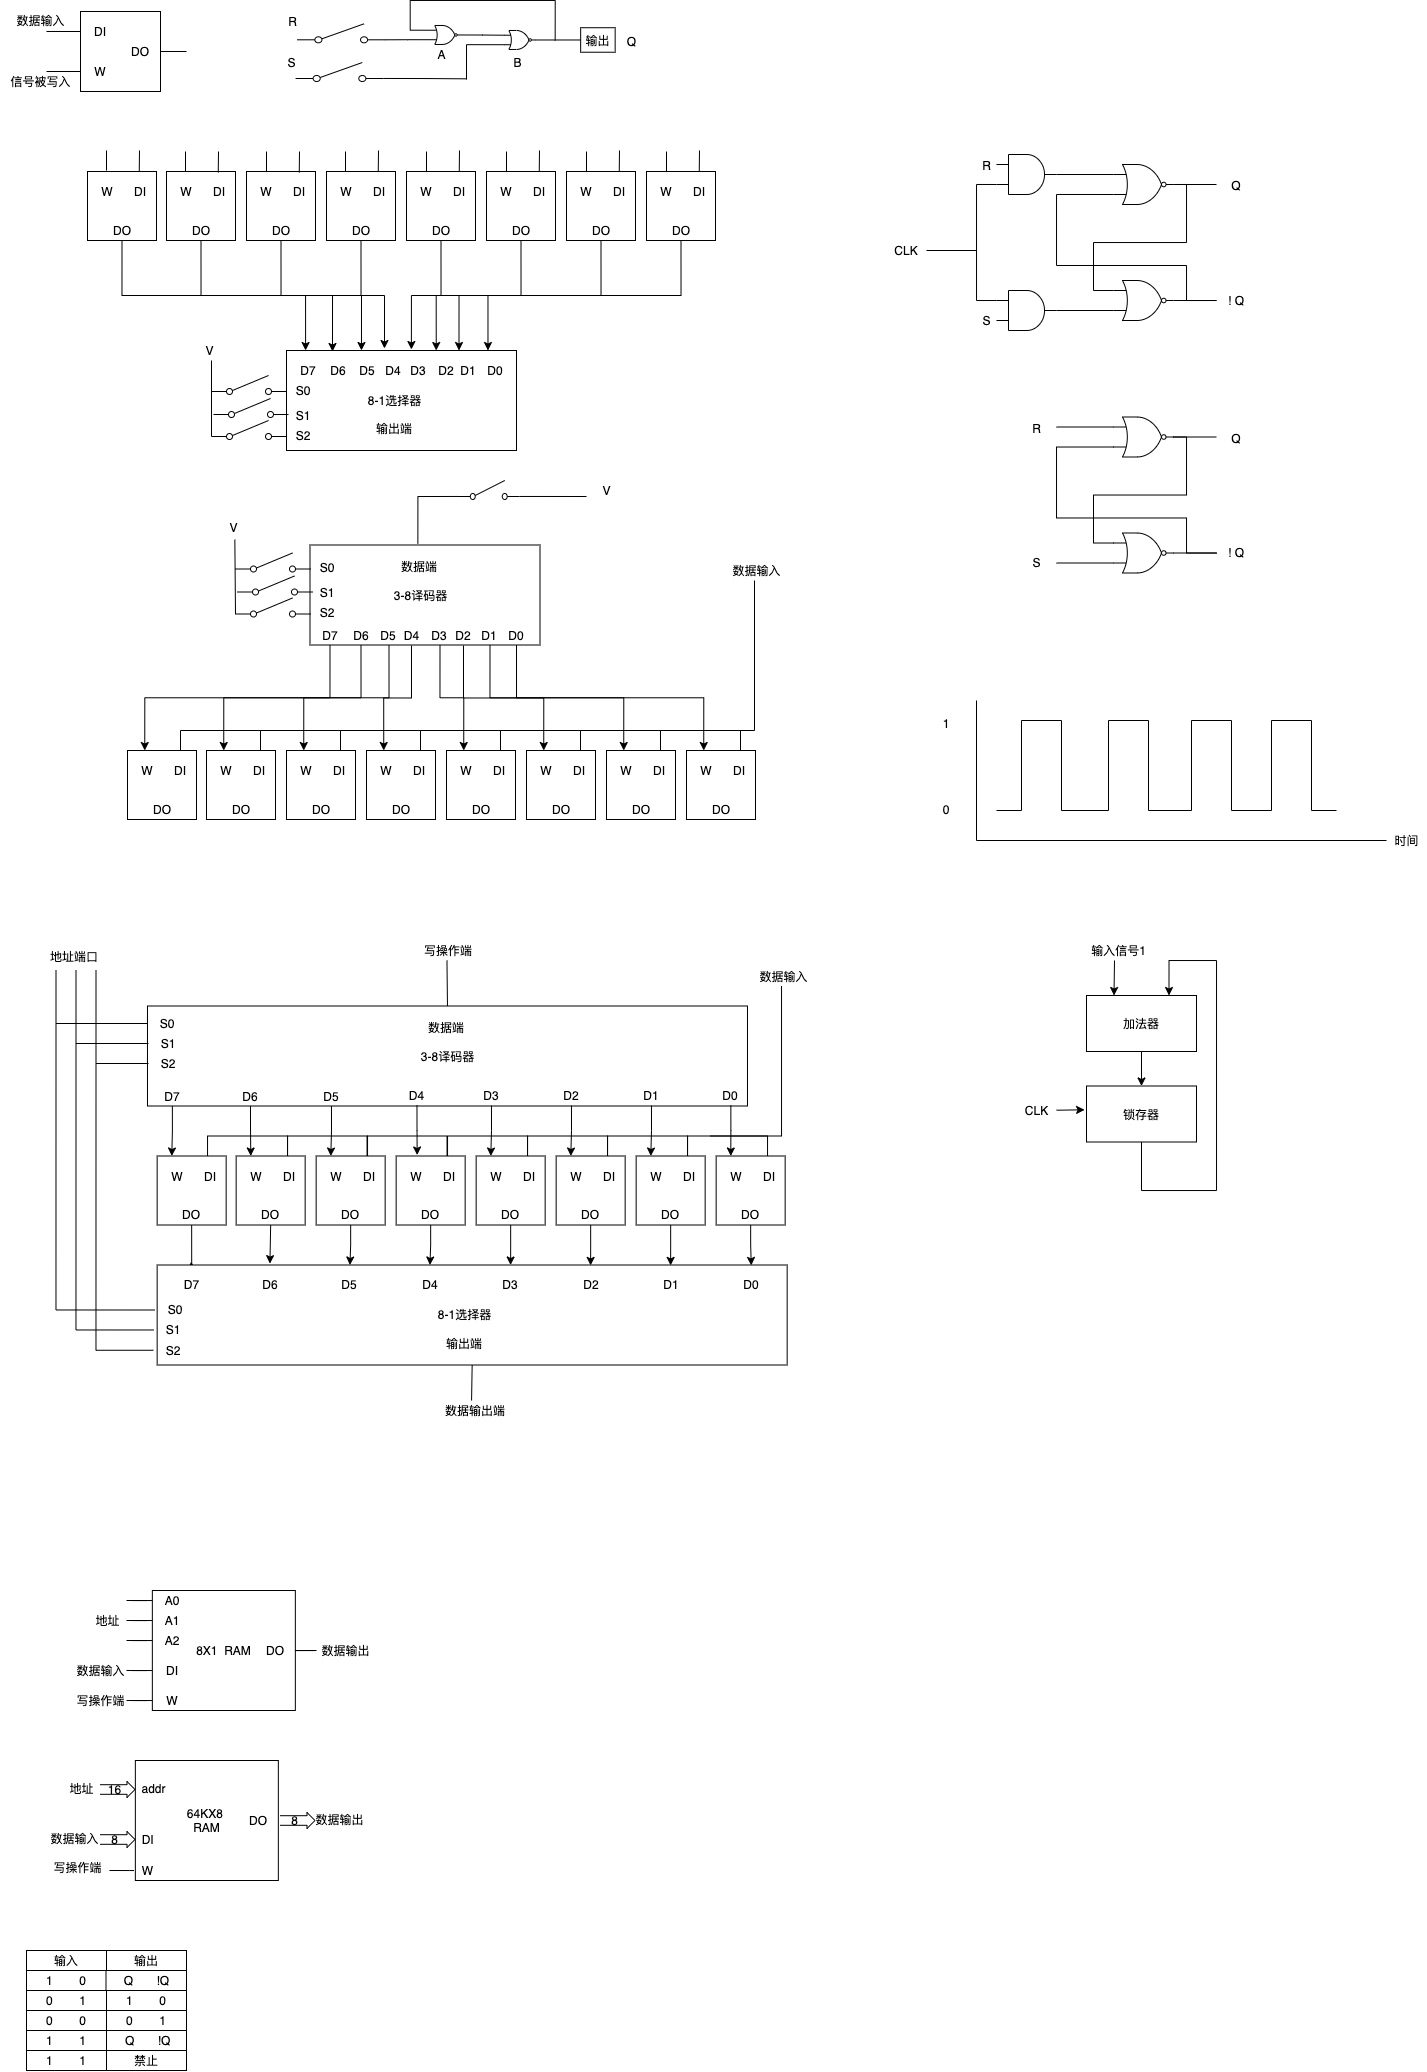 数据输入
DI
DO
W
信号被写入
R
S
A
B
输出
Q
W DI W DI W DI W DI W DI W DI W DI W DI
DO DO DO DO DO DO DO DO
V
D7 D6 D5 D4 D3 D2 D1 D0
S0
8-1选择器
S1
输出端
S2
V
V
数据端
S0
3-8译码器
S1
S2
D7 D6 D5 D4 D3 D2 D1 D0
数据输入
W DI W DI W DI W DI W DI W DI W DI W DI
DO DO DO DO DO DO DO DO
R
Q
CLK
! Q
S
R
Q
S
! Q
1
0
时间
地址端口
写操作端
数据输入
S0
数据端
S1
3-8译码器
S2
D7 D6 D5 D4 D3 D2 D1 D0
W DI W DI W DI W DI W DI W DI W DI W DI
DO DO DO DO DO DO DO DO
D7 D6 D5 D4 D3 D2 D1 D0
S0
8-1选择器
S1
输出端
S2
数据输出端
输入信号1
加法器
CLK
锁存器
A0
地址
A1
A2
8X1 RAM
DO
数据输出
数据输入
DI
写操作端
W
地址
16
addr
64KX8
RAM
DO
8
数据输出
数据输入
8
DI
写操作端
W
输入 输出
1 0 Q !Q
0 1 1 0
0 0 0 1
1 1 Q !Q
1 1 禁止